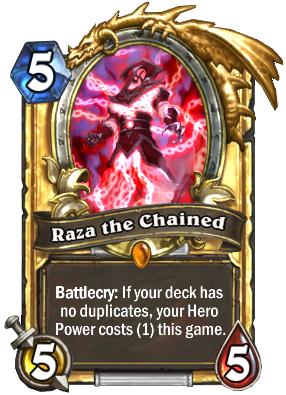 5
Raza the Chained
Battlecry: If your deck has
no duplicates, your Hero
Power costs (1) this game.
5
5